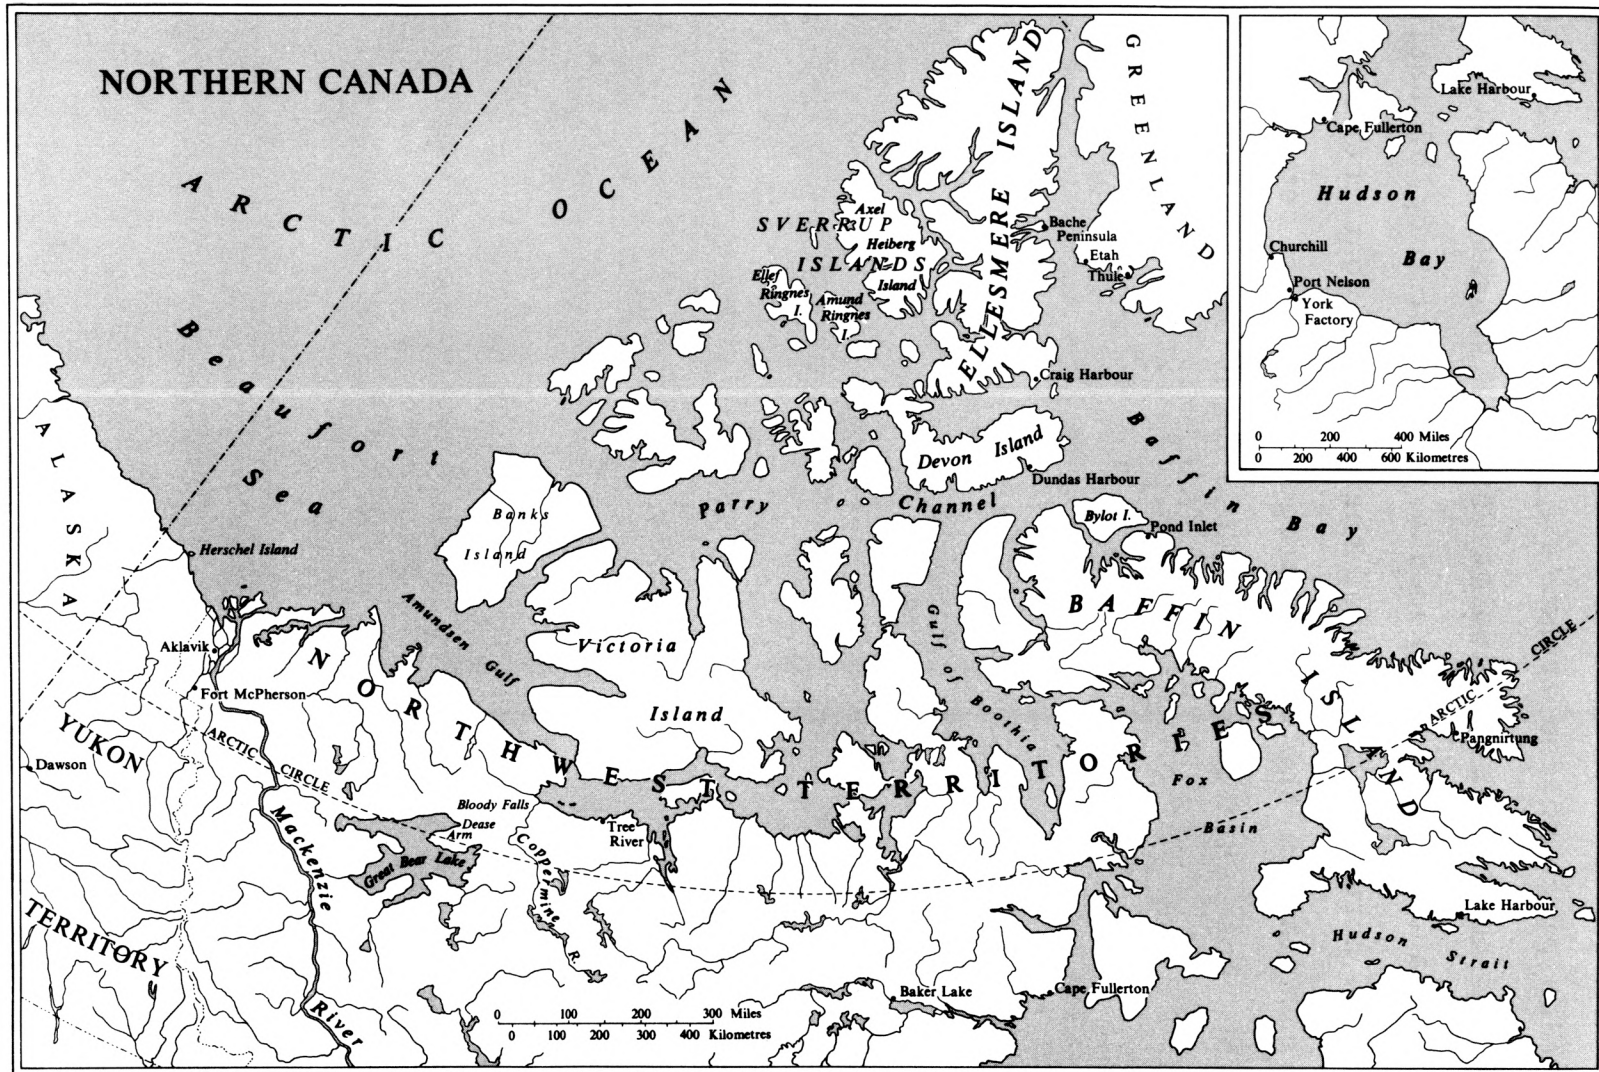 NORTHERN CANADA
ARCTIC OCEAN
Beaufort
Sea
ALASKA
Herschel Island
Aklavik
Fort McPherson
YUKON
TERRITORY
Dawson
ARCTIC CIRCLE
Mackenzie
River
NORTHWEST TERRITORIES
Amundsen Gulf
Banks
Island
Victoria
Island
Parry Channel
Bloody Falls
Dease
Arm
Great Bear Lake
Coppermine R.
Tree
River
SVERRUP
ISLANDS
Axel
Heiberg
Island
Ellef
Ringnes
I.
Amund
Ringnes
I.
ELLESMERE ISLAND
GREENLAND
Bache
Peninsula
Etah
Thule
Craig Harbour
Devon Island
Dundas Harbour
Baffin Bay
Bylot I.
Pond Inlet
BAFFIN ISLAND
Gulf of Boothia
Fox
Basin
ARCTIC CIRCLE
Pangnirtung
Lake Harbour
Hudson
Strait
Baker Lake
Cape Fullerton
0 100 200 300 Miles
0 100 200 300 400 Kilometres
Lake Harbour
Cape Fullerton
Hudson
Bay
Churchill
Port Nelson
York
Factory
0 200 400 Miles
0 200 400 600 Kilometres